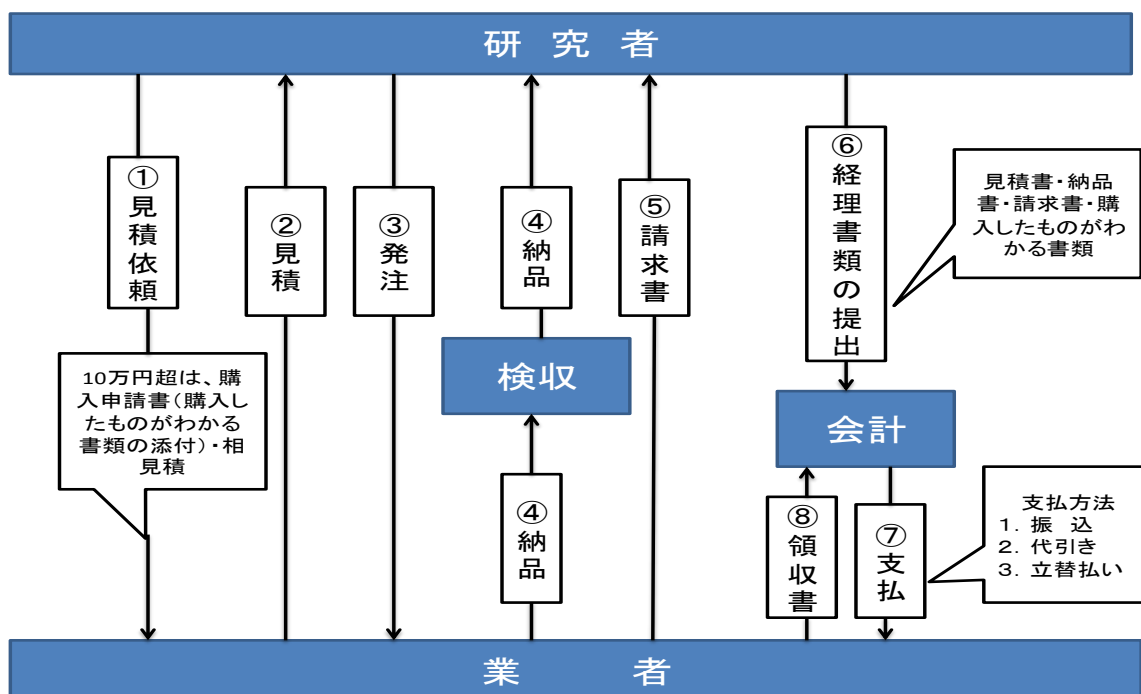 研究者
①見積依頼
10万円超は、購
入申請書（購入し
たものがわかる
書類の添付）・相
見積
②見積
③発注
④納品
検収
④納品
⑤請求書
⑥経理書類の提出
見積書・納品
書・請求書・購
入したものがわ
かる書類
会計
⑧領収書
⑦支払
支払方法
1. 振込
2. 代引き
3. 立替払い
業者